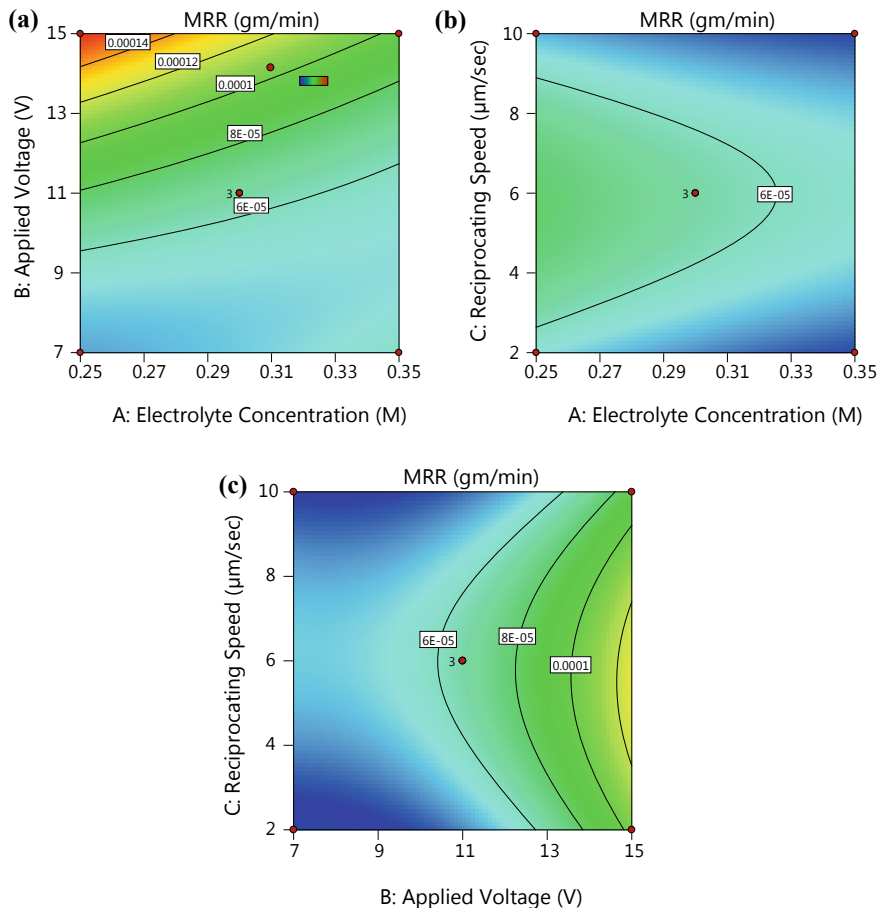 (a)
MRR (gm/min)
B: Applied Voltage (V)
15
13
11
9
7
0.00014
0.00012
0.0001
8E-05
3
6E-05
0.25
0.27
0.29
0.31
0.33
0.35
A: Electrolyte Concentration (M)
(b)
MRR (gm/min)
C: Reciprocating Speed (µm/sec)
10
8
6
4
2
3
6E-05
0.25
0.27
0.29
0.31
0.33
0.35
A: Electrolyte Concentration (M)
(c)
MRR (gm/min)
C: Reciprocating Speed (µm/sec)
10
8
6
4
2
6E-05
8E-05
0.0001
3
7
9
11
13
15
B: Applied Voltage (V)